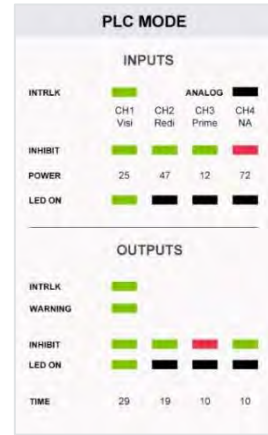 PLC MODE
INPUTS
INTRLK ANALOG
CH1 CH2 CH3 CH4
Visi Redi Prime NA
INHIBIT
POWER 25 47 12 72
LED ON
OUTPUTS
INTRLK
WARNING
INHIBIT
LED ON
TIME 29 19 10 10